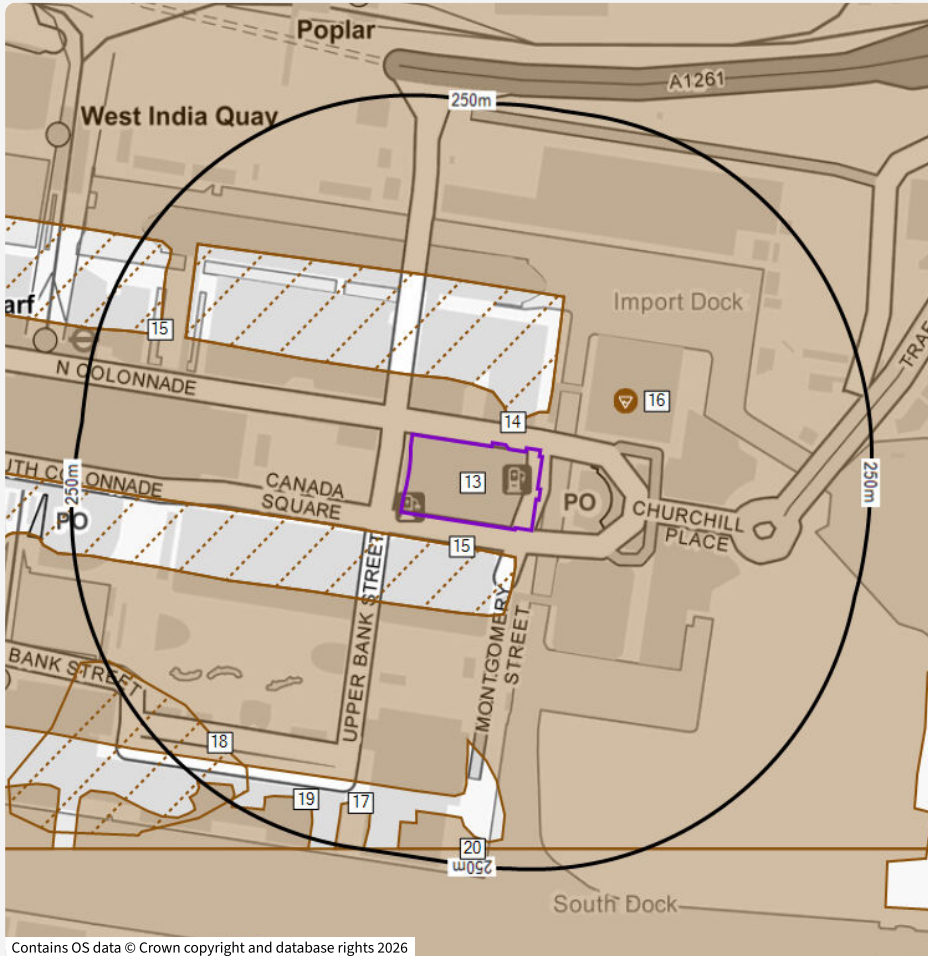 Poplar
A1261
250m
West India Quay
Import Dock
arf
15
N COLONNADE
16
14
TRAF
UTH COLONNADE
CANADA
SQUARE
13
250m
250m
PO
PO
CHURCHILL
PLACE
15
UPPER BANK STREET
MONTGOMERY
STREET
BANK STREET
18
19
17
20
250m
South Dock
Contains OS data © Crown copyright and database rights 2026